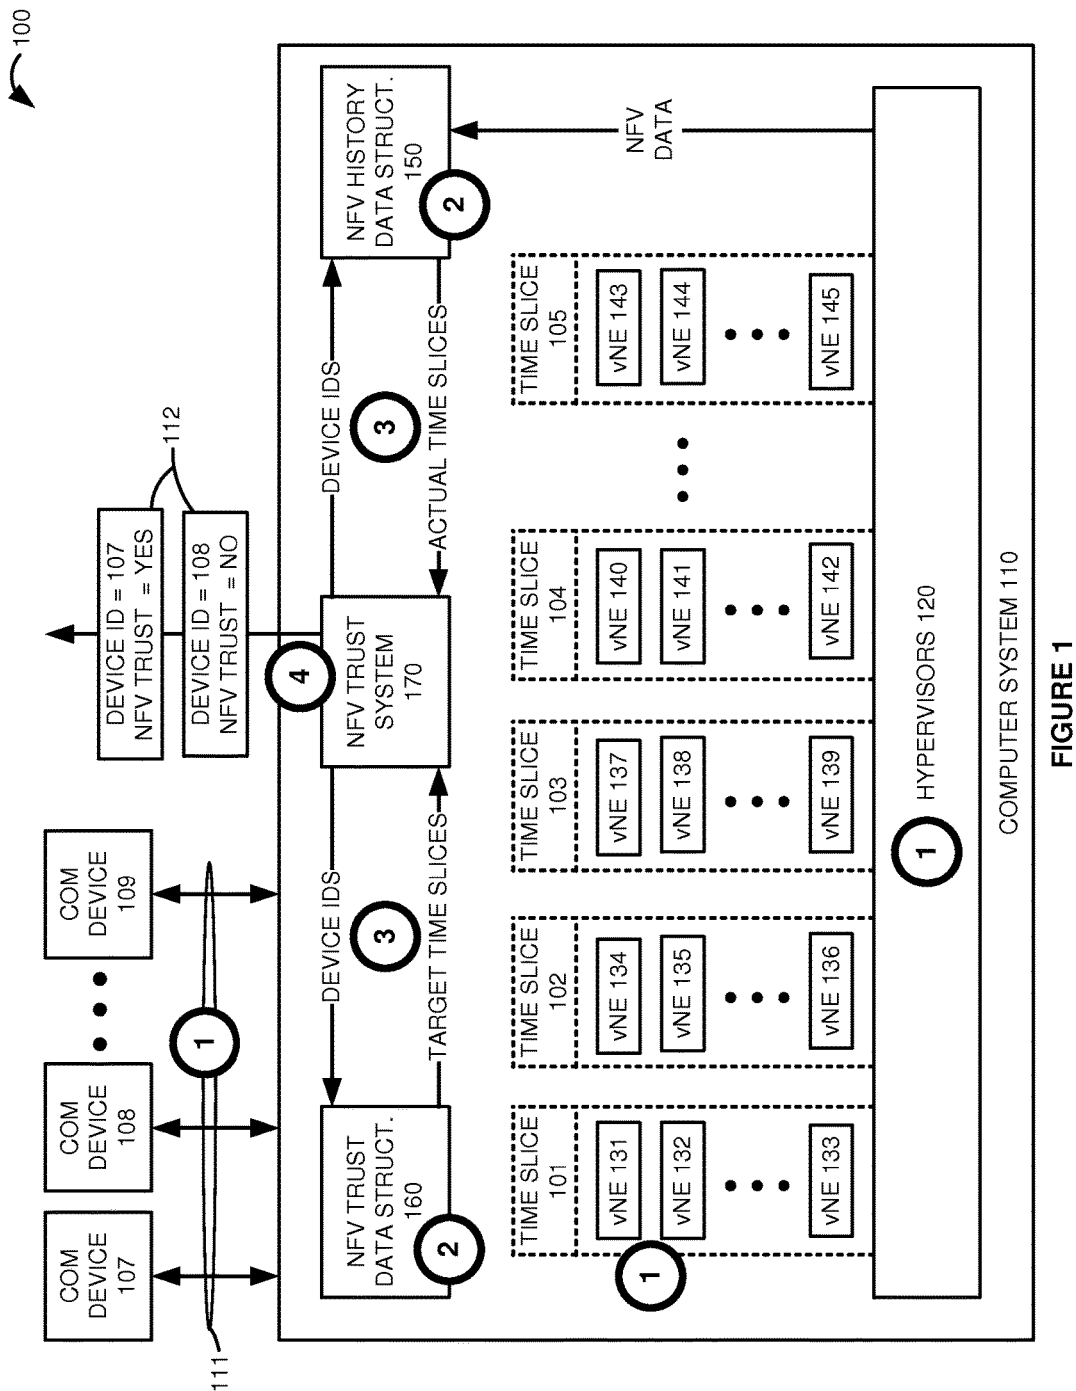 100
COM
DEVICE
107
COM
DEVICE
108
COM
DEVICE
109
111
1
DEVICE ID = 107
NFV TRUST = YES
DEVICE ID = 108
NFV TRUST = NO
112
NFV TRUST
DATA STRUCT.
160
2
DEVICE IDS
3
TARGET TIME SLICES
4
NFV TRUST
SYSTEM
170
DEVICE IDS
3
ACTUAL TIME SLICES
NFV HISTORY
DATA STRUCT.
150
2
NFV
DATA
TIME SLICE
101
vNE 131
vNE 132
vNE 133
1
TIME SLICE
102
vNE 134
vNE 135
vNE 136
TIME SLICE
103
vNE 137
vNE 138
vNE 139
TIME SLICE
104
vNE 140
vNE 141
vNE 142
TIME SLICE
105
vNE 143
vNE 144
vNE 145
1
HYPERVISORS 120
COMPUTER SYSTEM 110
FIGURE 1